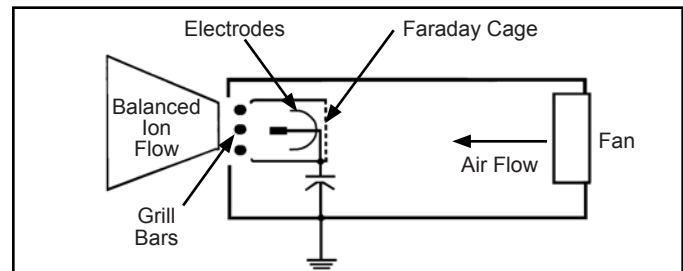 Electrodes
Faraday Cage
Balanced
Ion
Flow
Fan
Air Flow
Grill
Bars